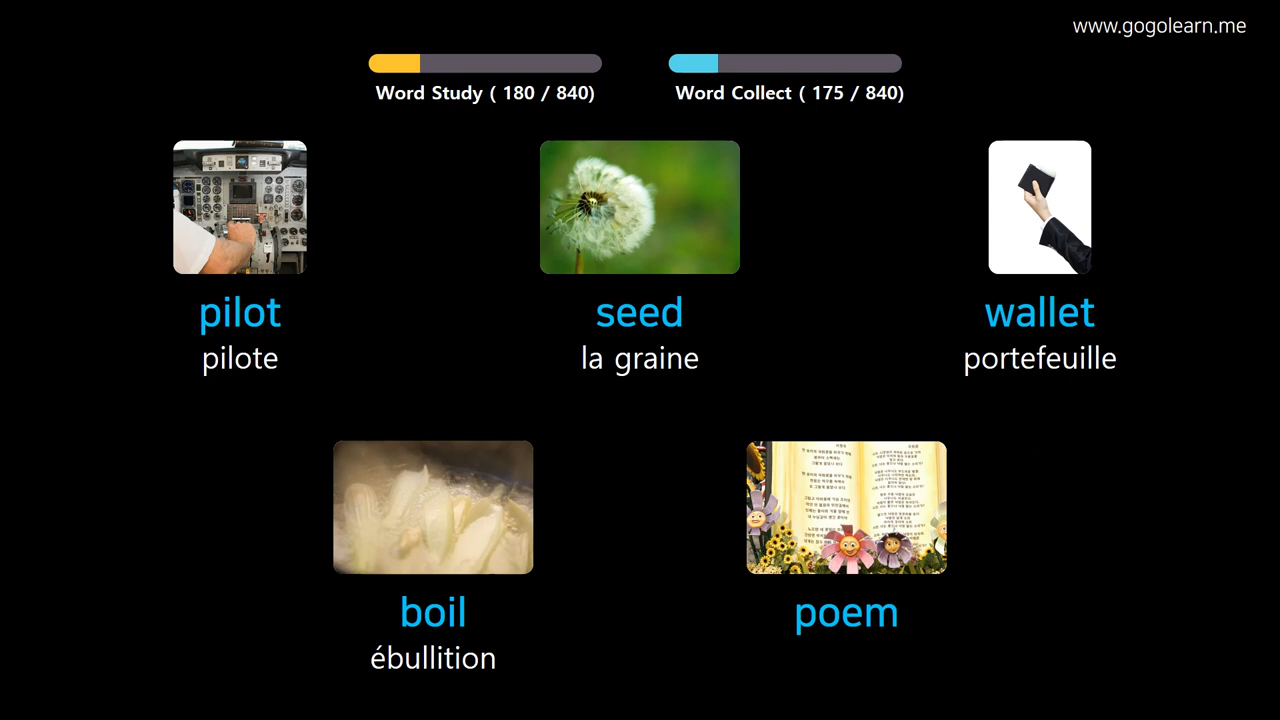 www.gogolearn.me
Word Study ( 180 / 840)
Word Collect ( 175 / 840)
pilot
seed
wallet
pilote
la graine
portefeuille
boil
poem
ébullition